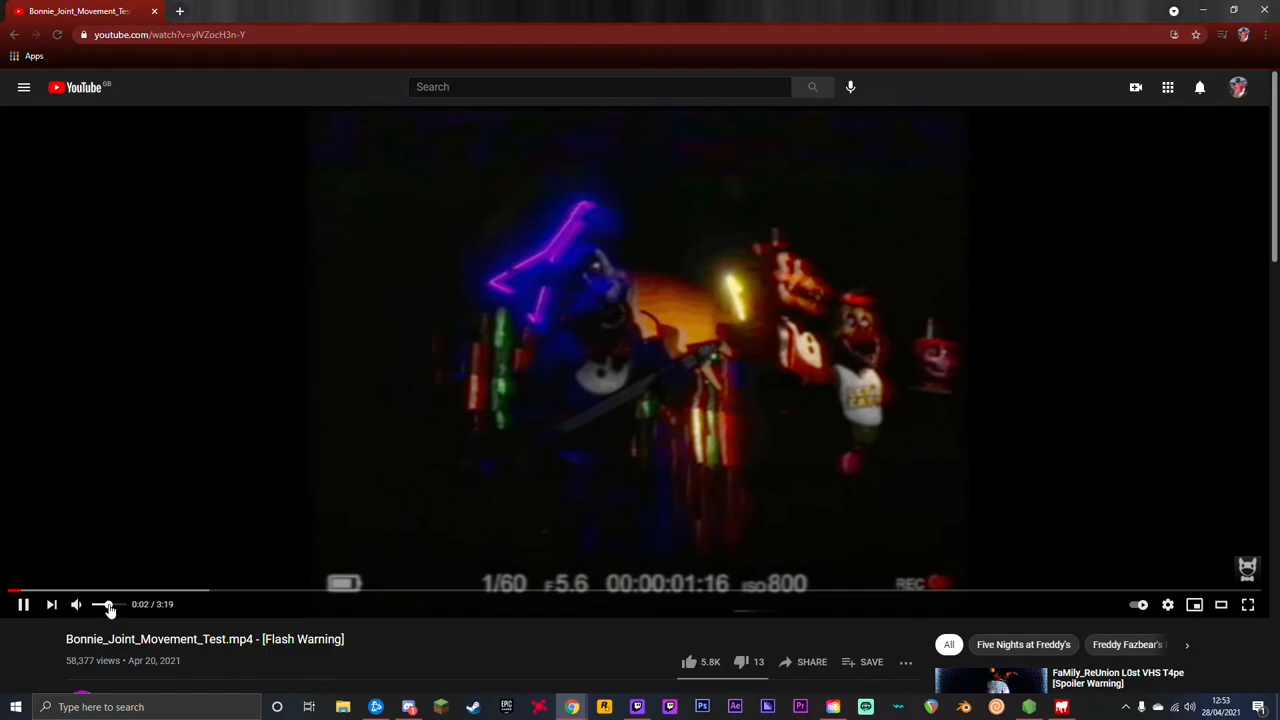 Bonnie_Joint_Movement_Tes
youtube.com/watch?v=ylVZocH3n-Y
Apps
YouTube GB
Search
1/60 F5.6 00:00:01:16 ISO800 REC
0:02 / 3:19
Bonnie_Joint_Movement_Test.mp4 - [Flash Warning]
58,377 views • Apr 20, 2021
5.8K 13 SHARE SAVE
All Five Nights at Freddy's Freddy Fazbear's
FaMily_ReUnion L0st VHS T4pe
[Spoiler Warning]
Type here to search
12:53
28/04/2021